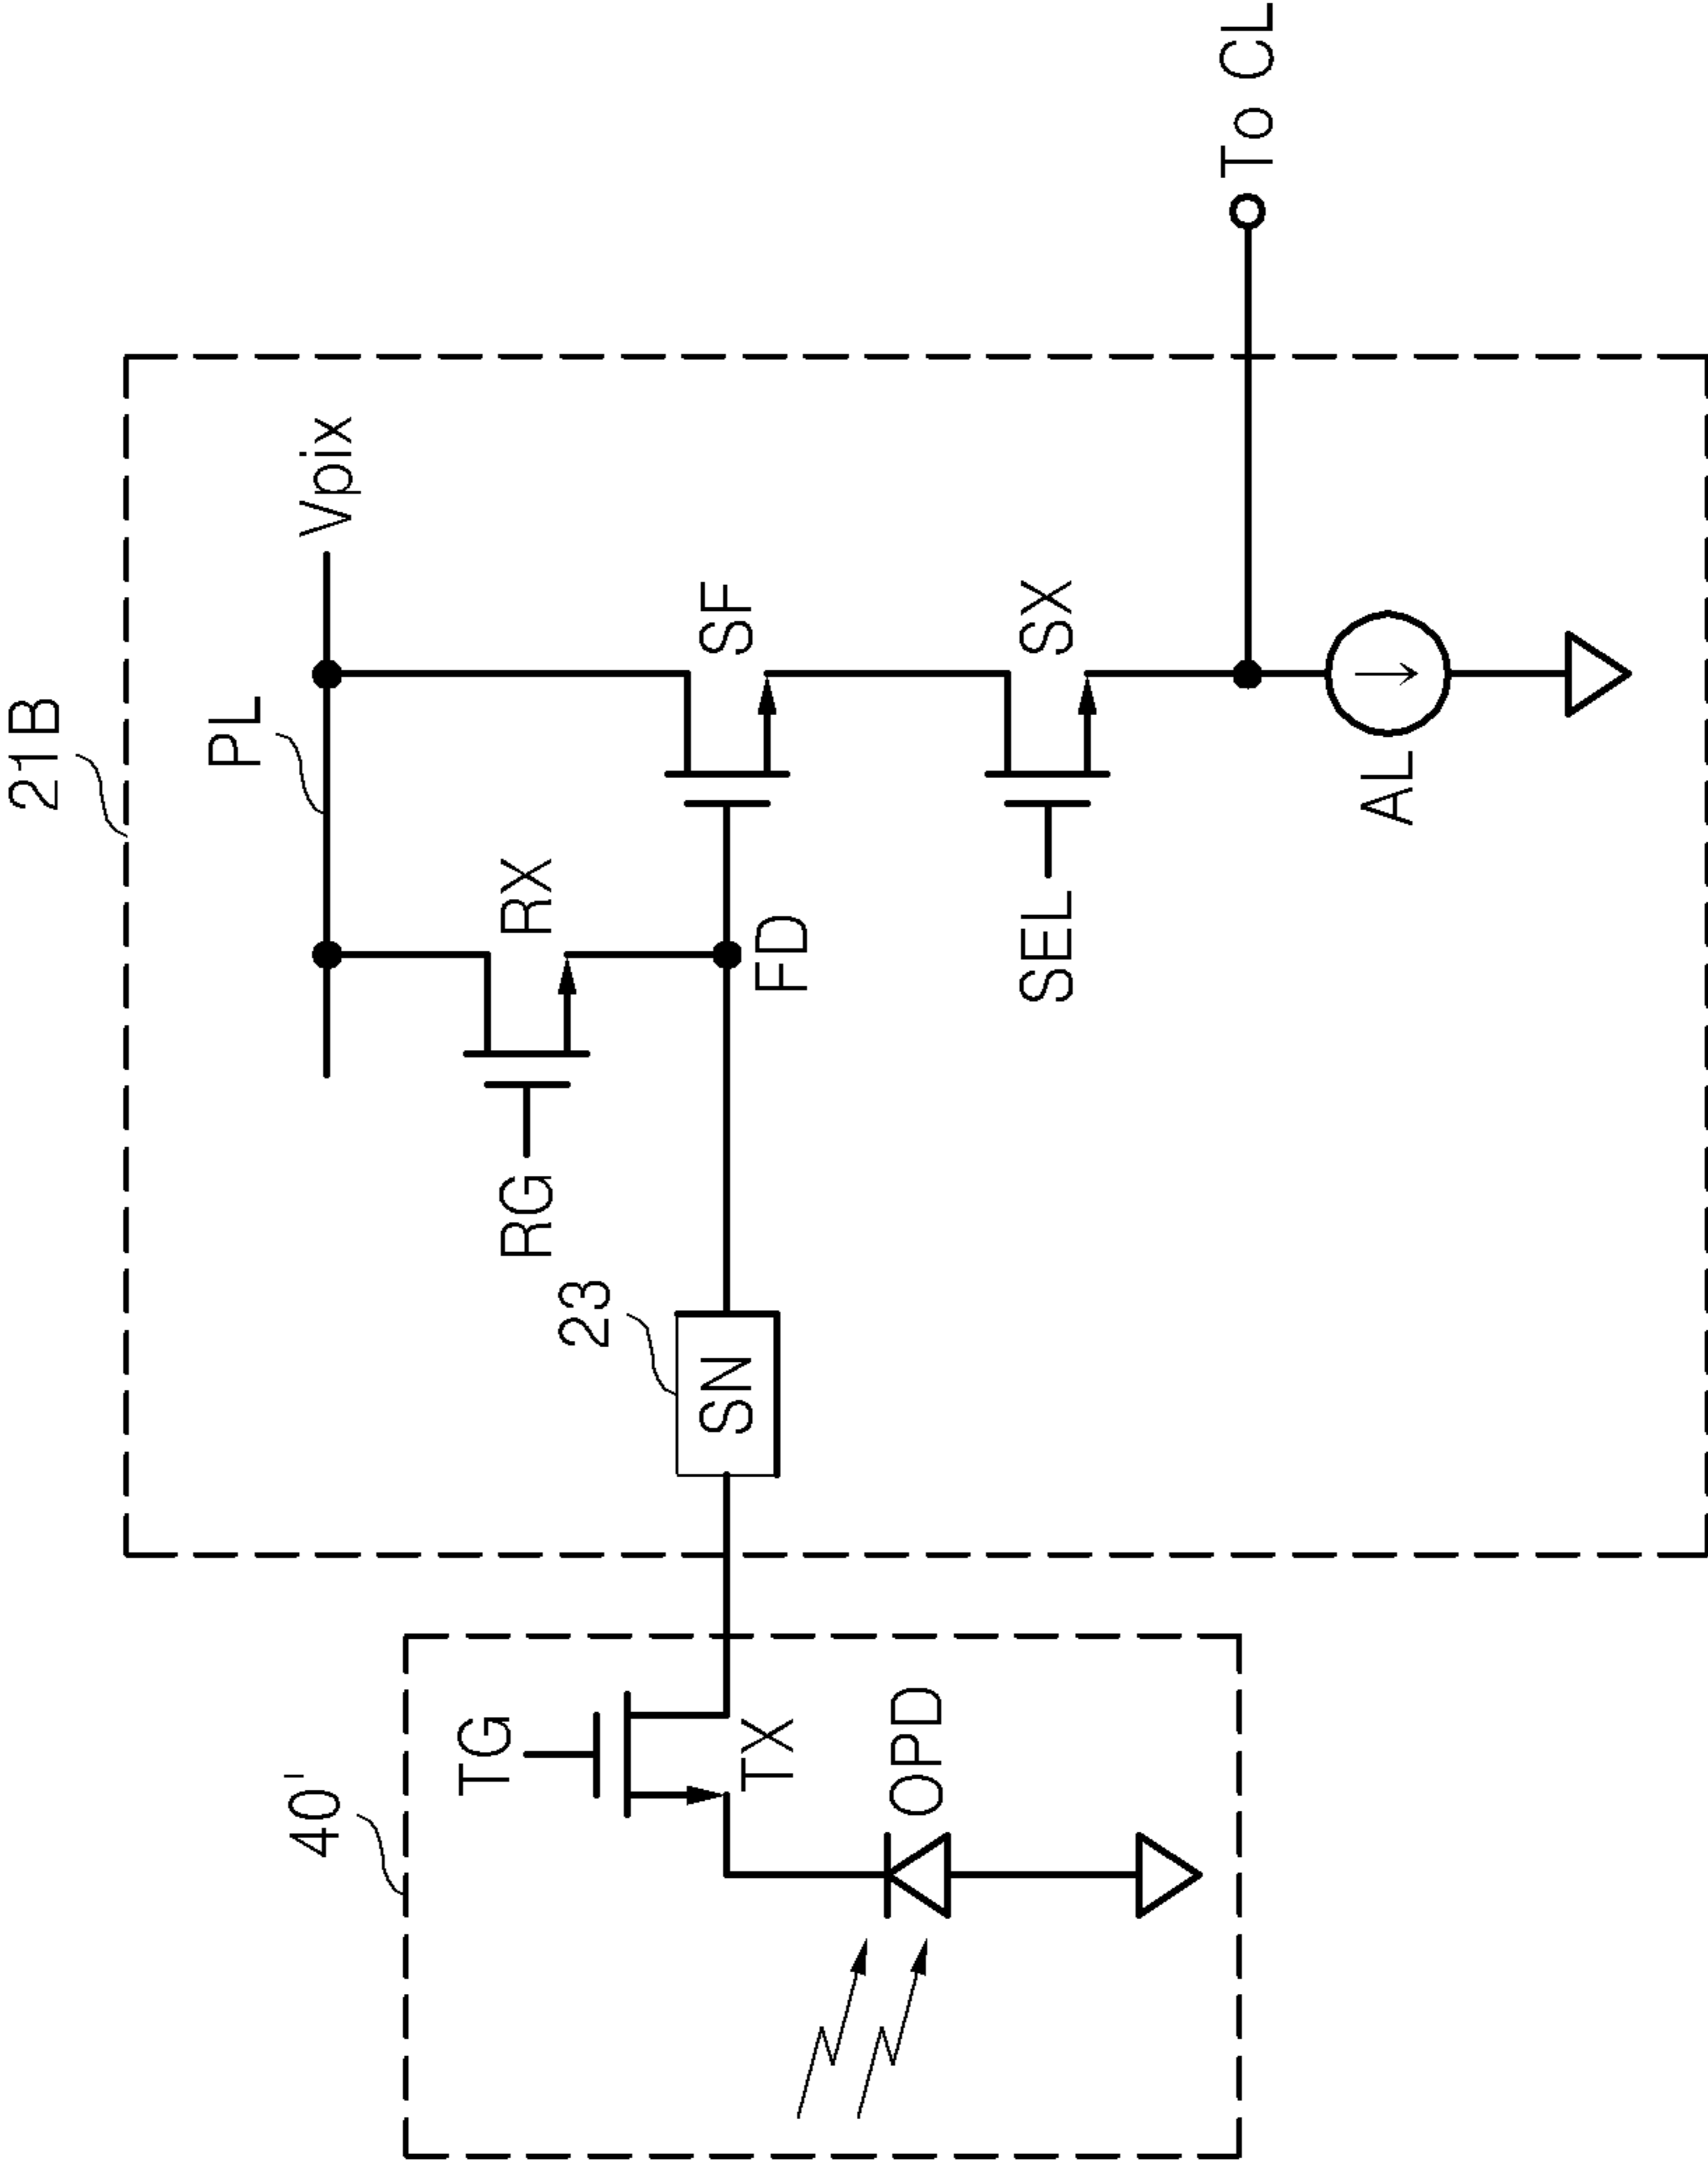 21B
PL
Vpix
RX
SF
RG
23
SN
FD
SEL
SX
AL
To CL
40'
TG
TX
OPD